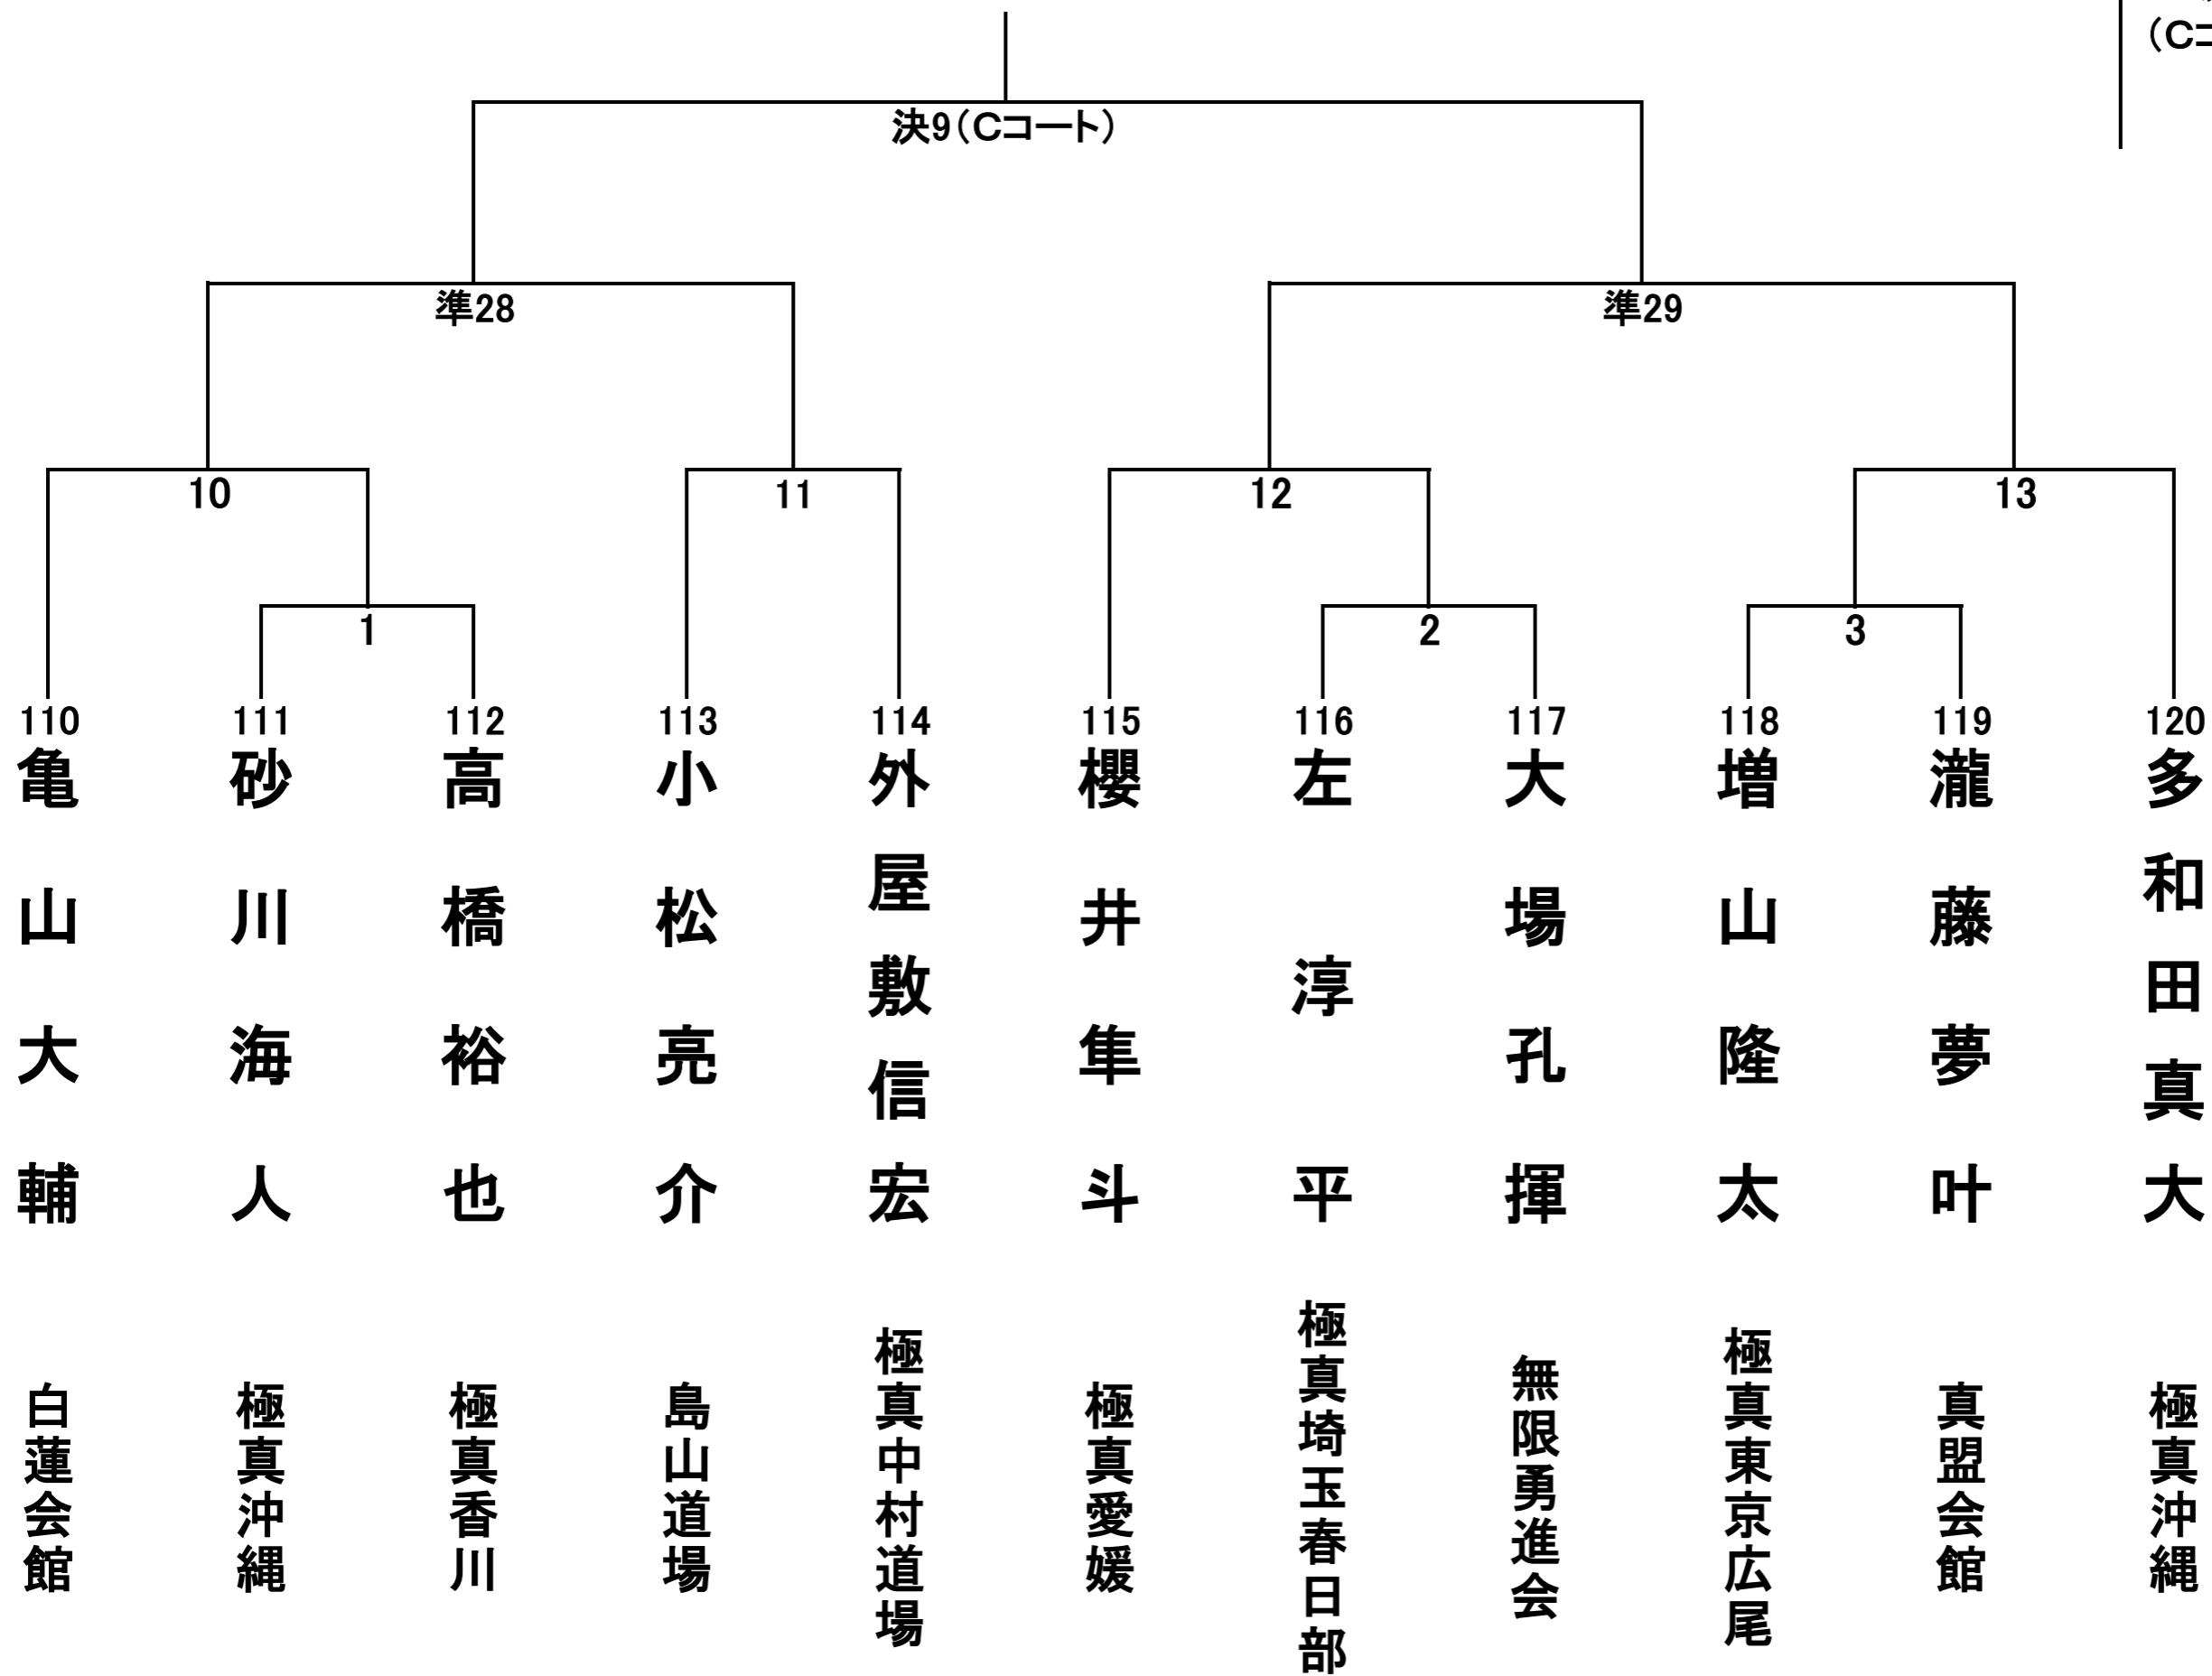 （Cコ
決9（Cコート）
準28
準29
10
11
12
13
1
2
3
110
111
112
113
114
115
116
117
118
119
120
亀山大輔
砂川海人
高橋裕也
小松亮介
外屋敷信宏
櫻井隼斗
左淳平
大場孔揮
増山隆太
瀧藤夢叶
多和田真大
白蓮会館
極真沖縄
極真香川
島山道場
極真中村道場
極真愛媛
極真埼玉春日部
無限勇進会
極真東京広尾
真盟会館
極真沖縄